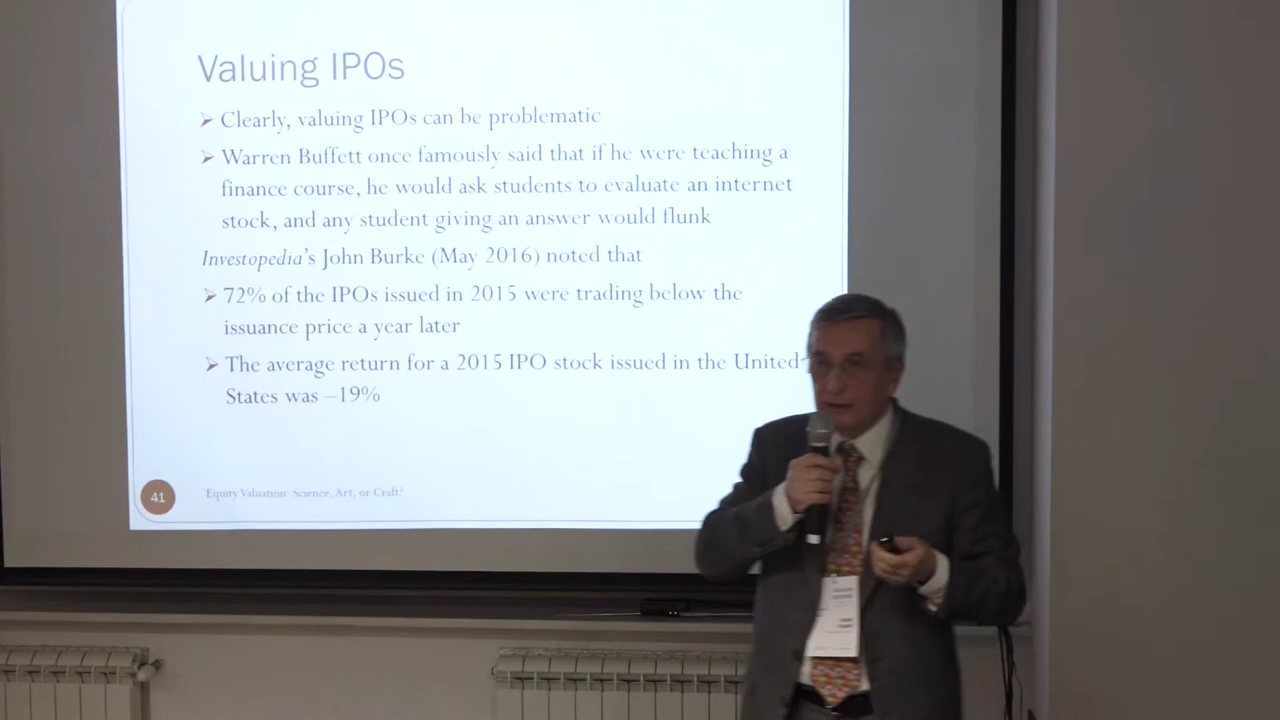 Valuing IPOs
➢ Clearly, valuing IPOs can be problematic
➢ Warren Buffett once famously said that if he were teaching a
finance course, he would ask students to evaluate an internet
stock, and any student giving an answer would flunk
Investopedia's John Burke (May 2016) noted that
➢ 72% of the IPOs issued in 2015 were trading below the
issuance price a year later
➢ The average return for a 2015 IPO stock issued in the United
States was –19%
41
Equity Valuation: Science, Art, or Craft?